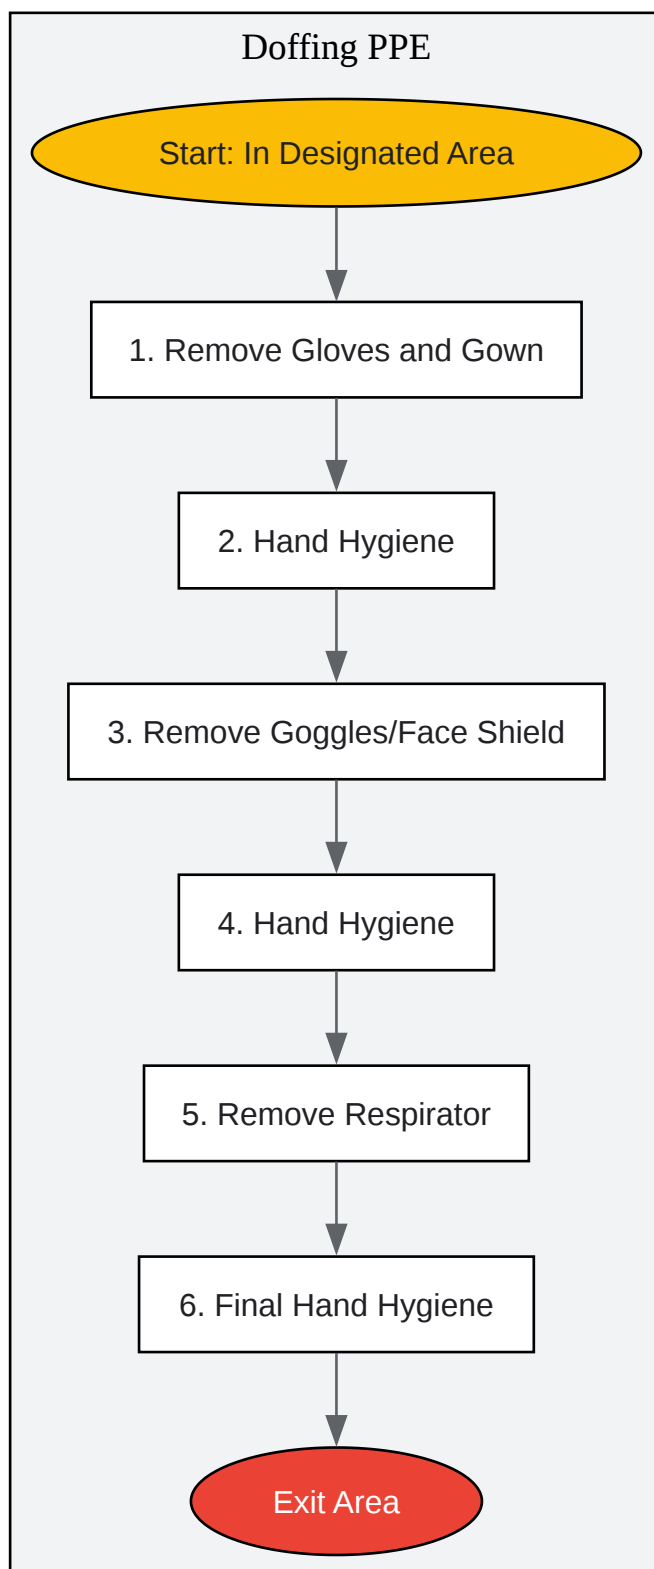 Doffing PPE
Start: In Designated Area
1. Remove Gloves and Gown
2. Hand Hygiene
3. Remove Goggles/Face Shield
4. Hand Hygiene
5. Remove Respirator
6. Final Hand Hygiene
Exit Area